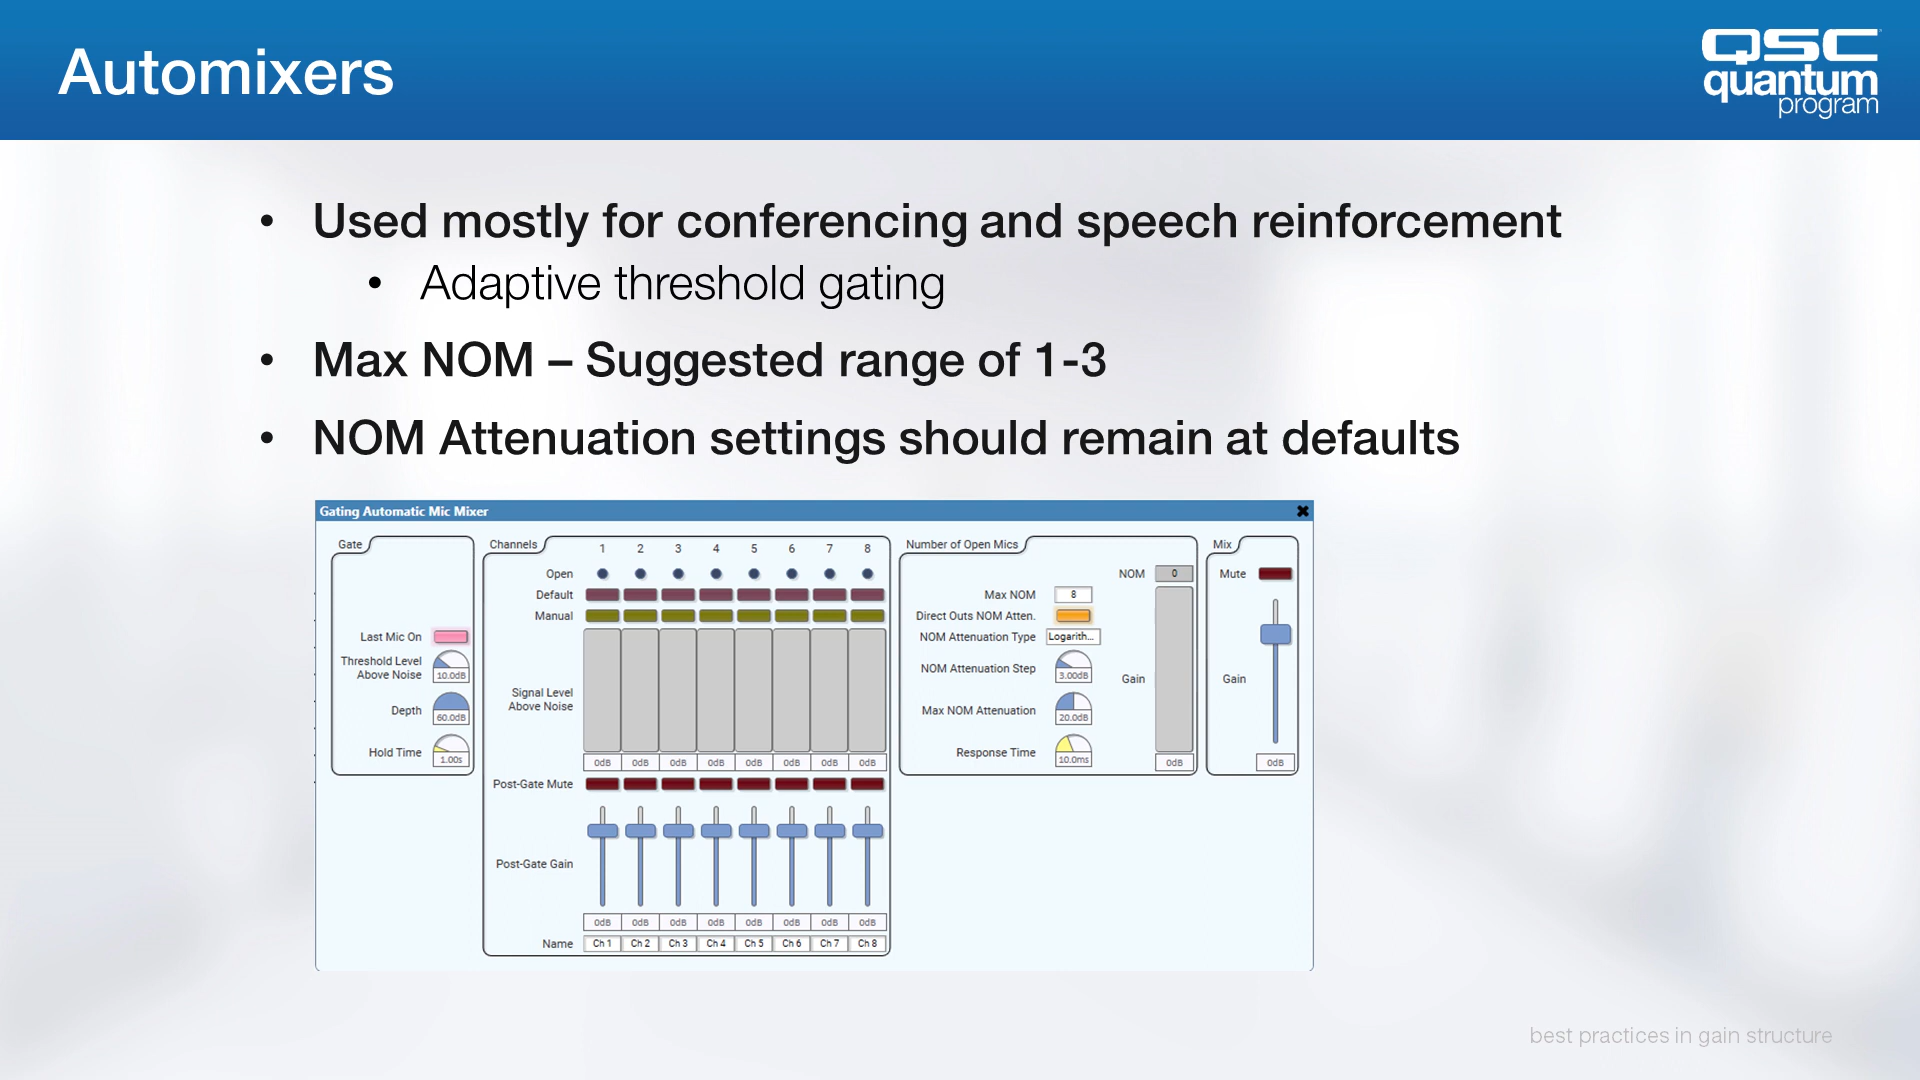 Automixers
QSC
quantum
program
• Used mostly for conferencing and speech reinforcement
• Adaptive threshold gating
• Max NOM – Suggested range of 1-3
• NOM Attenuation settings should remain at defaults
Gating Automatic Mic Mixer
Gate
Last Mic On
Threshold Level
Above Noise
10.0dB
Depth
60.0dB
Hold Time
1.00s
Channels
1 2 3 4 5 6 7 8
Open
Default
Manual
Signal Level
Above Noise
0dB 0dB 0dB 0dB 0dB 0dB 0dB 0dB
Post-Gate Mute
Post-Gate Gain
0dB 0dB 0dB 0dB 0dB 0dB 0dB 0dB
Name Ch 1 Ch 2 Ch 3 Ch 4 Ch 5 Ch 6 Ch 7 Ch 8
Number of Open Mics
NOM 0
Max NOM 8
Direct Outs NOM Atten.
NOM Attenuation Type Logarith...
NOM Attenuation Step
3.00dB
Gain
Max NOM Attenuation
20.0dB
Response Time
10.0ms
0dB
Mix
Mute
Gain
0dB
best practices in gain structure